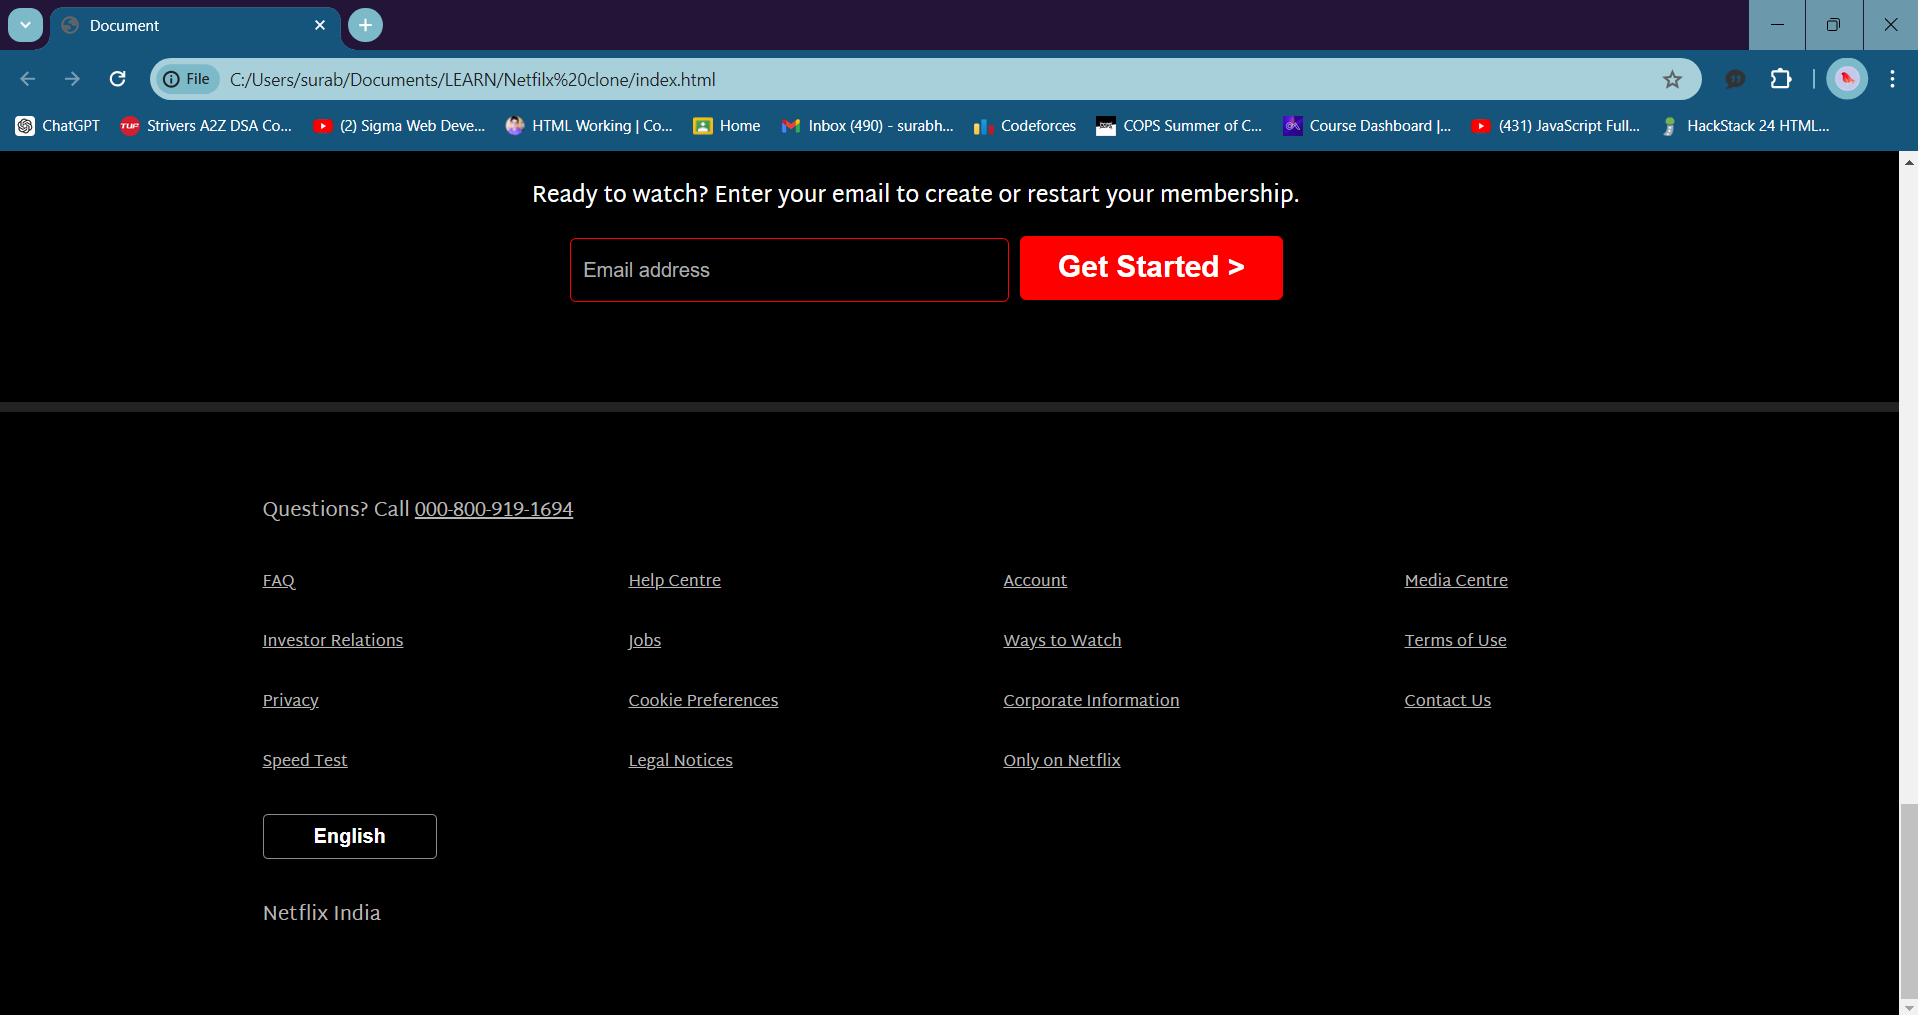 Document
File C:/Users/surab/Documents/LEARN/Netfilx%20clone/index.html
ChatGPT TUF Strivers A2Z DSA Co... (2) Sigma Web Deve... HTML Working | Co... Home Inbox (490) - surabh... Codeforces COPS Summer of C... Course Dashboard |... (431) JavaScript Full... HackStack 24 HTML...
Ready to watch? Enter your email to create or restart your membership.
Email address Get Started >
Questions? Call 000-800-919-1694
FAQ Help Centre Account Media Centre
Investor Relations Jobs Ways to Watch Terms of Use
Privacy Cookie Preferences Corporate Information Contact Us
Speed Test Legal Notices Only on Netflix
English
Netflix India